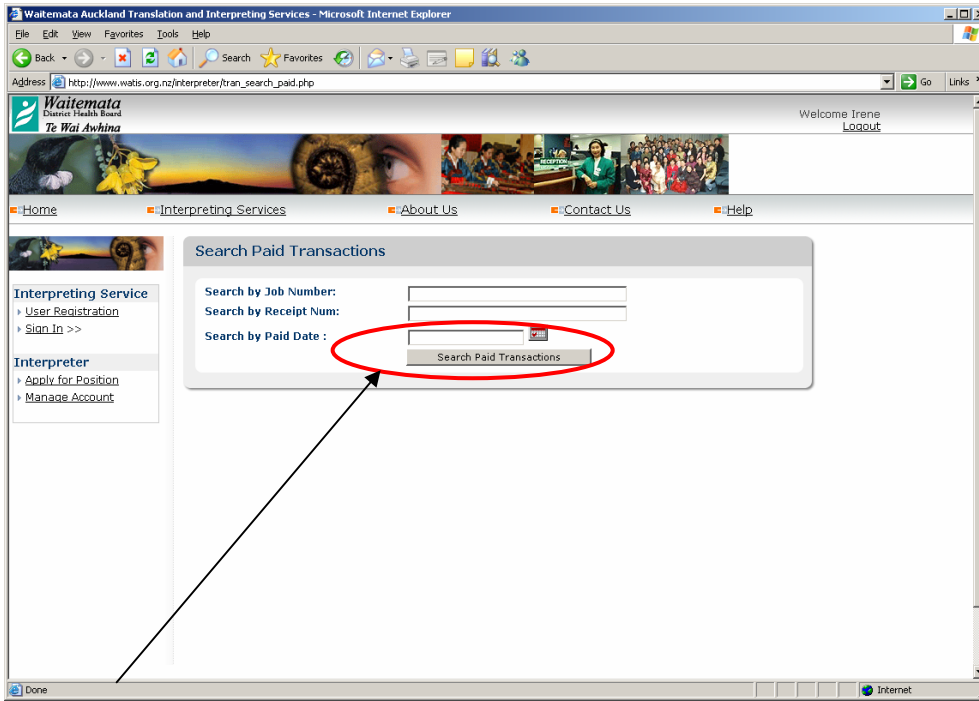 Waitemata Auckland Translation and Interpreting Services - Microsoft Internet Explorer
File Edit View Favorites Tools Help
Back Search Favorites
Address http://www.watis.org.nz/interpreter/tran_search_paid.php Go Links
Waitemata
District Health Board
Te Wai Awhina
Welcome Irene
Logout
RECEPTION
Home Interpreting Services About Us Contact Us Help
Search Paid Transactions
Interpreting Service
User Registration
Sign In >>
Interpreter
Apply for Position
Manage Account
Search by Job Number:
Search by Receipt Num:
Search by Paid Date :
Search Paid Transactions
Done Internet